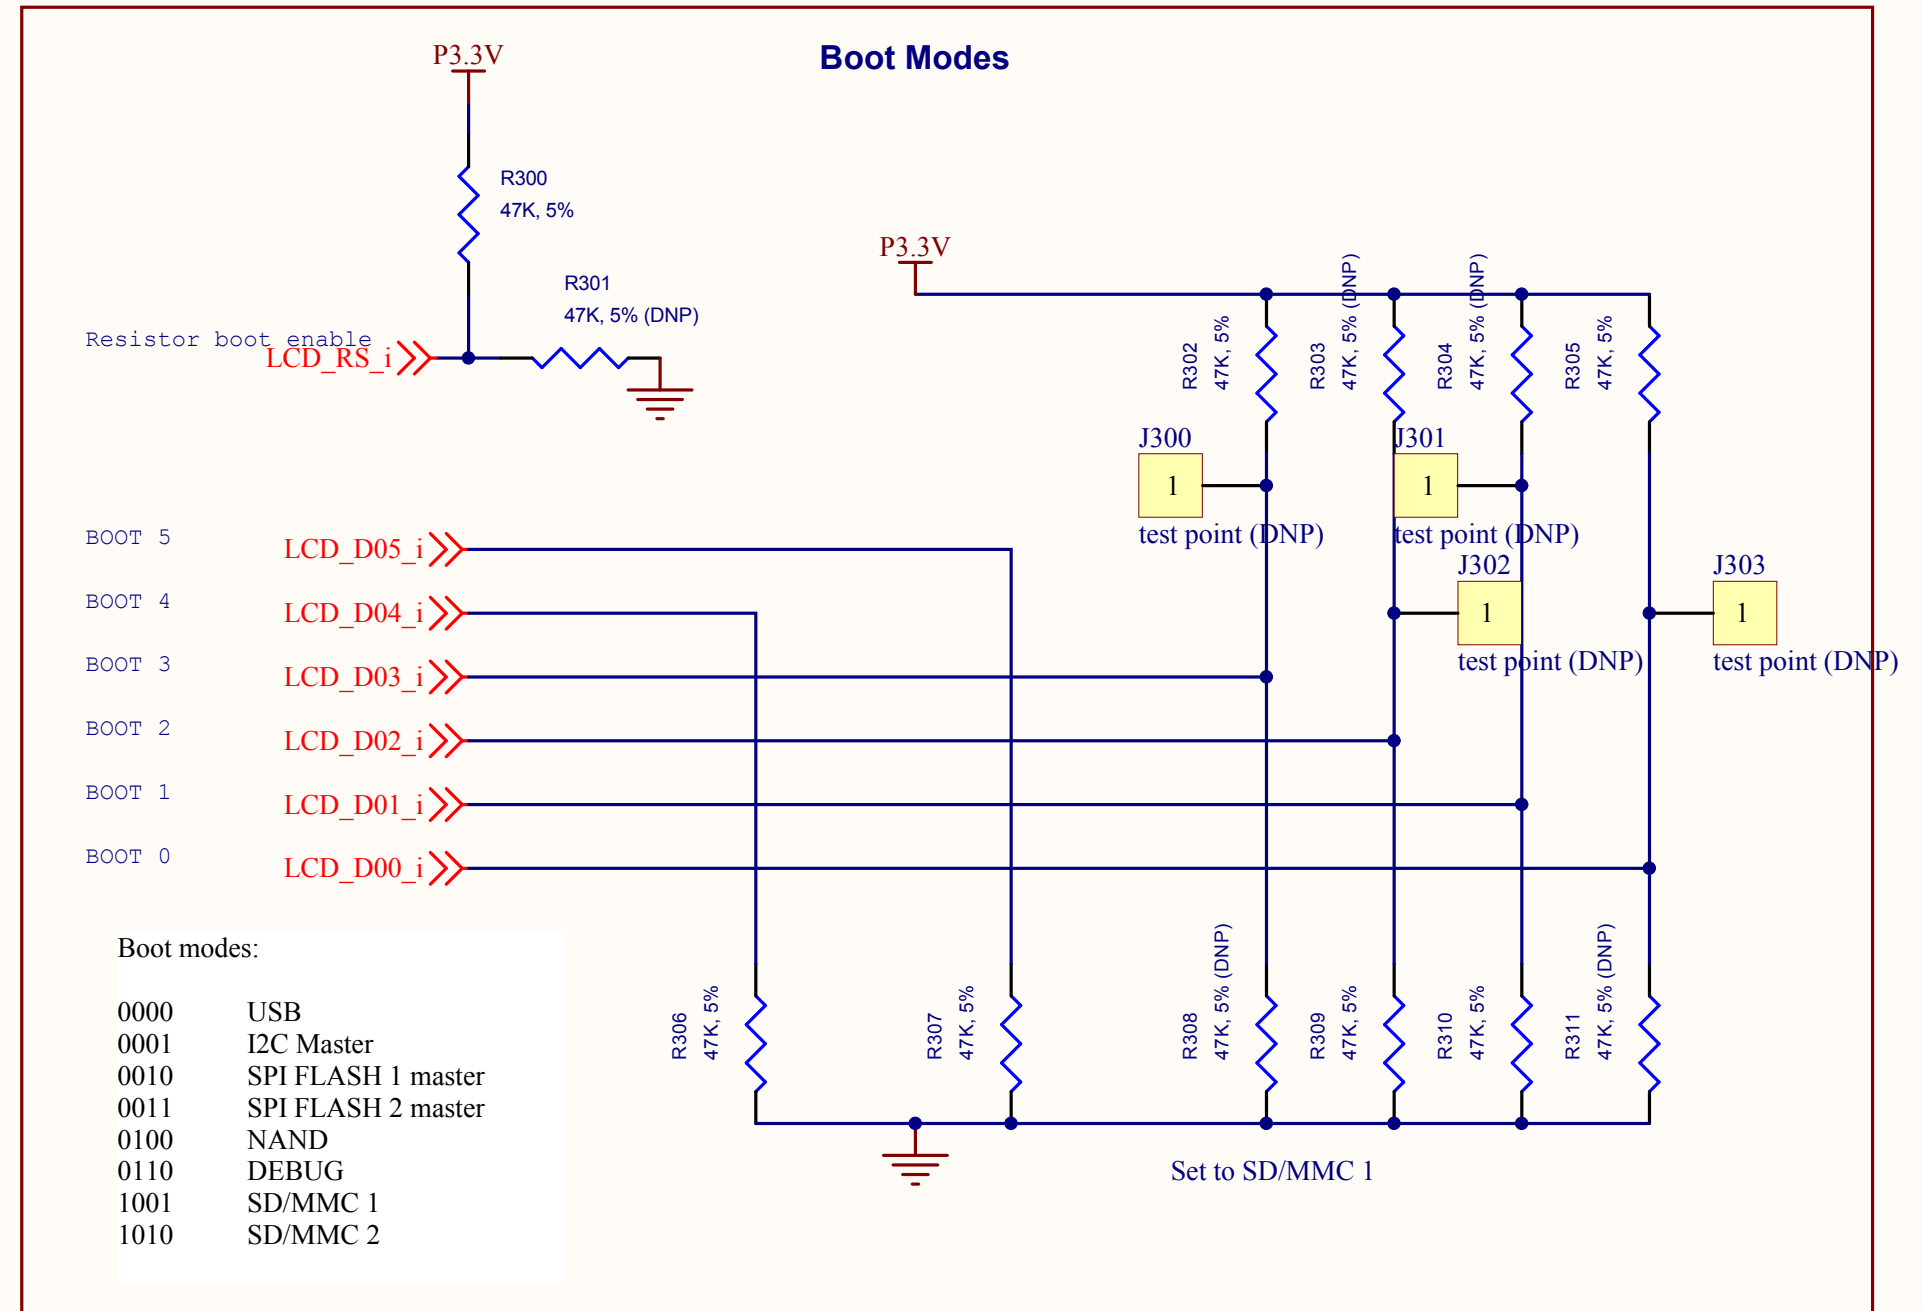 Boot Modes
P3.3V
R300
47K, 5%
R301
47K, 5% (DNP)
Resistor boot enable
LCD_RS_i
P3.3V
R302
47K, 5%
R303
47K, 5% (DNP)
R304
47K, 5% (DNP)
R305
47K, 5%
J300
1
test point (DNP)
J301
1
test point (DNP)
J302
1
test point (DNP)
J303
1
test point (DNP)
BOOT 5
LCD_D05_i
BOOT 4
LCD_D04_i
BOOT 3
LCD_D03_i
BOOT 2
LCD_D02_i
BOOT 1
LCD_D01_i
BOOT 0
LCD_D00_i
R306
47K, 5%
R307
47K, 5%
R308
47K, 5% (DNP)
R309
47K, 5%
R310
47K, 5%
R311
47K, 5% (DNP)
Set to SD/MMC 1
Boot modes:
0000 USB
0001 I2C Master
0010 SPI FLASH 1 master
0011 SPI FLASH 2 master
0100 NAND
0110 DEBUG
1001 SD/MMC 1
1010 SD/MMC 2